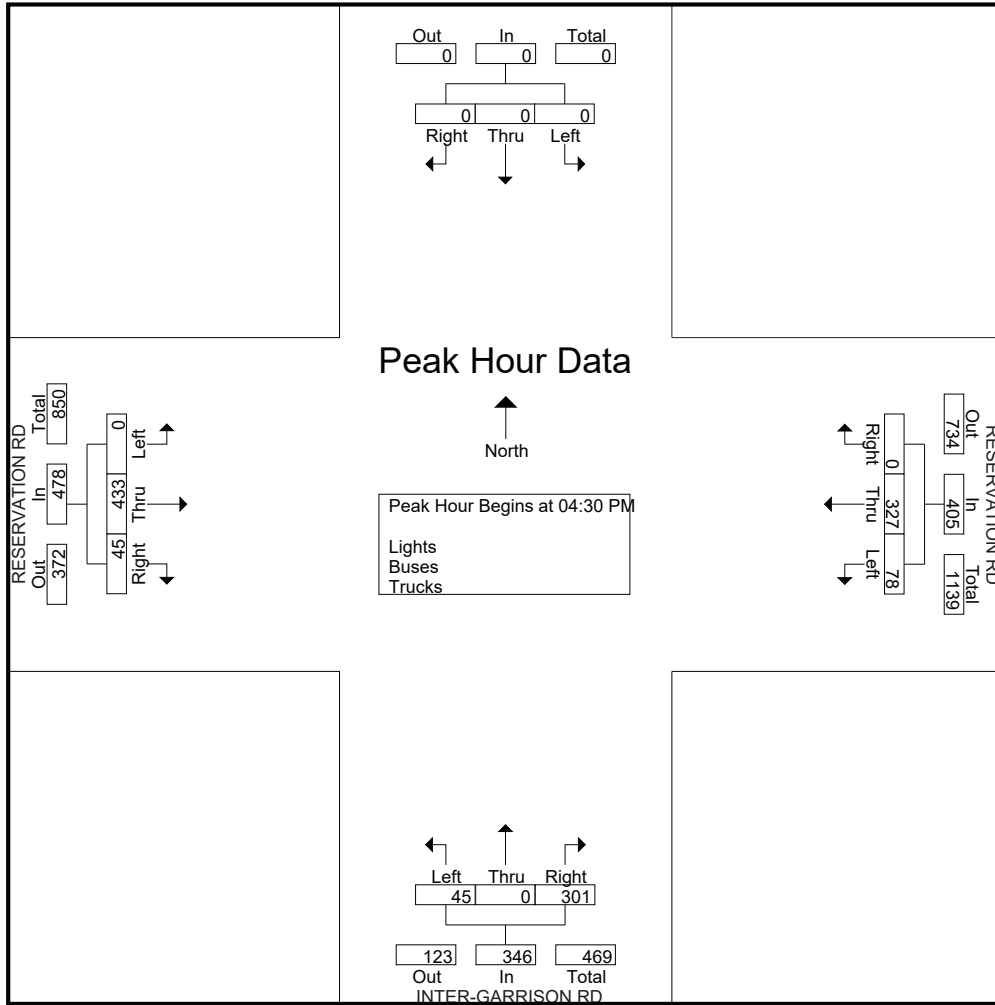 Out In Total
0 0 0
0 0 0
Right Thru Left
Peak Hour Data
North
Peak Hour Begins at 04:30 PM
Lights
Buses
Trucks
RESERVATION RD
Total In Out
850 478 372
0 433 45
Left Thru Right
RESERVATION RD
Out In Total
734 405 1139
0 327 78
Right Thru Left
Left Thru Right
45 0 301
123 346 469
Out In Total
INTER-GARRISON RD